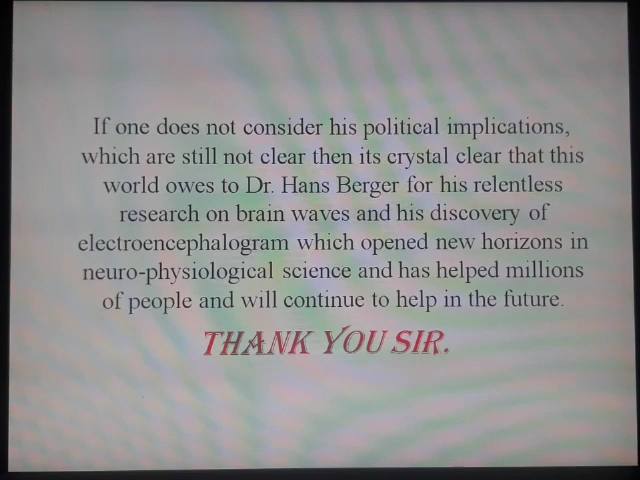 If one does not consider his political implications,
which are still not clear then its crystal clear that this
world owes to Dr. Hans Berger for his relentless
research on brain waves and his discovery of
electroencephalogram which opened new horizons in
neuro-physiological science and has helped millions
of people and will continue to help in the future.
THANK YOU SIR.